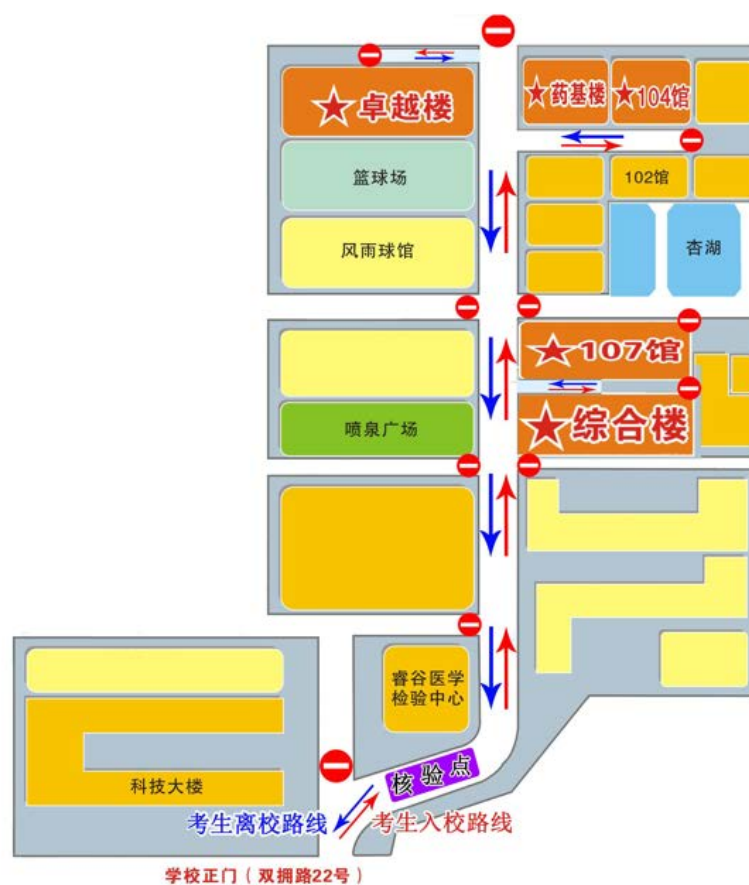 ★药基楼
★104馆
★卓越楼
篮球场
102馆
风雨球馆
杏湖
★107馆
喷泉广场
★综合楼
睿谷医学
检验中心
核验点
科技大楼
考生离校路线
考生入校路线
学校正门（双拥路22号）